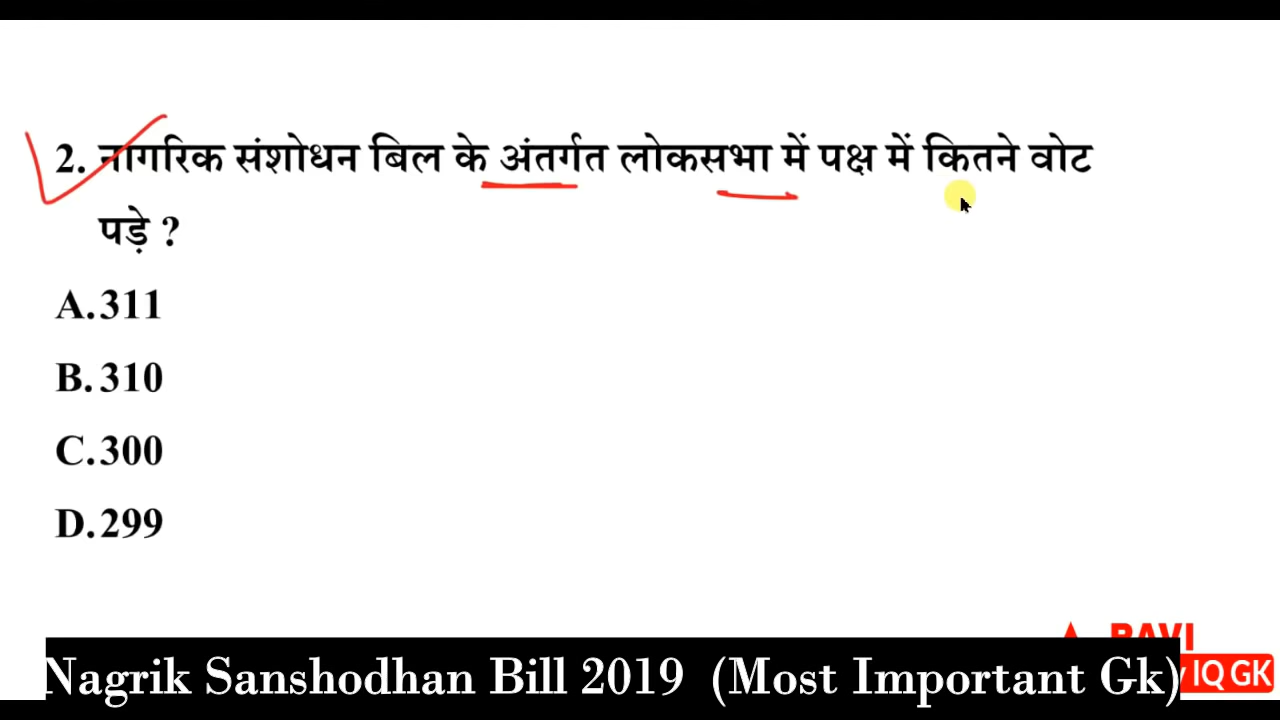 2. नागरिक संशोधन बिल के अंतर्गत लोकसभा में पक्ष में कितने वोट
पड़े ?
A.311
B.310
C.300
D.299
RAVI
Nagrik Sanshodhan Bill 2019 (Most Important Gk)
IQ GK